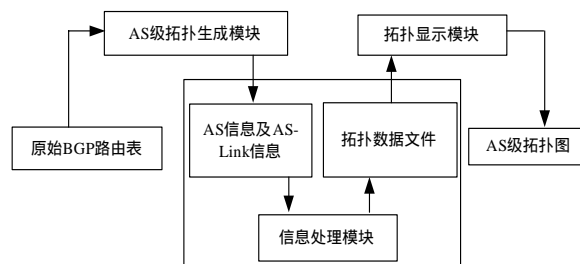 AS级拓扑生成模块
拓扑显示模块
原始BGP路由表
AS信息及AS-
Link信息
拓扑数据文件
AS级拓扑图
信息处理模块